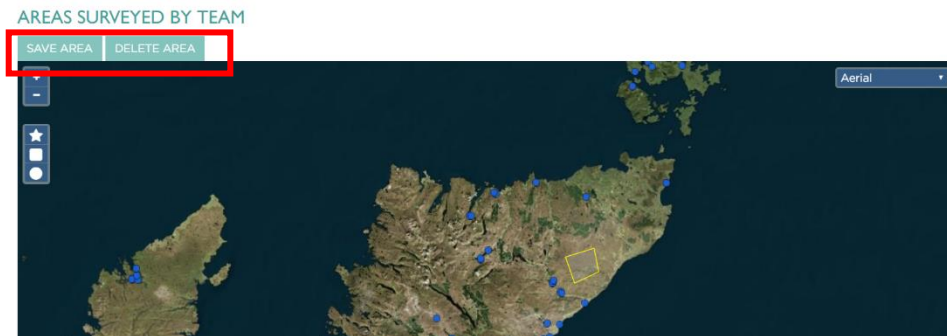 AREAS SURVEYED BY TEAM
SAVE AREA DELETE AREA
+
-
Aerial